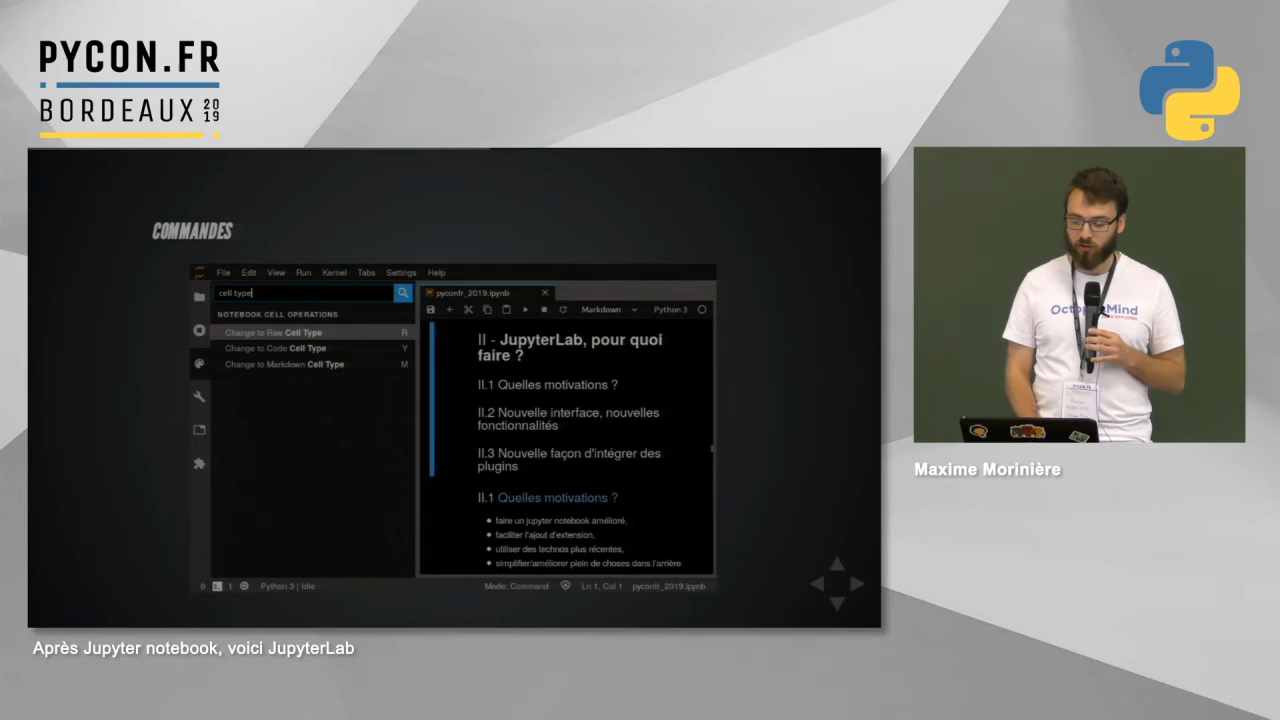 PYCON.FR
BORDEAUX 20
19
COMMANDES
File Edit View Run Kernel Tabs Settings Help
cell type
NOTEBOOK CELL OPERATIONS
Change to Raw Cell Type R
Change to Code Cell Type Y
Change to Markdown Cell Type M
pyconfr_2019.ipynb ×
Markdown Python 3
II - JupyterLab, pour quoi
faire ?
II.1 Quelles motivations ?
II.2 Nouvelle interface, nouvelles
fonctionnalités
II.3 Nouvelle façon d'intégrer des
plugins
II.1 Quelles motivations ?
faire un jupyter notebook amélioré,
faciliter l'ajout d'extension,
utiliser des technos plus récentes,
simplifier/améliorer plein de choses dans l'arrière
0 1 Python 3 | Idle Mode: Command Ln 1, Col 1 pyconfr_2019.ipynb
Mind
PYCON.FR
Maxime Morinière
Après Jupyter notebook, voici JupyterLab